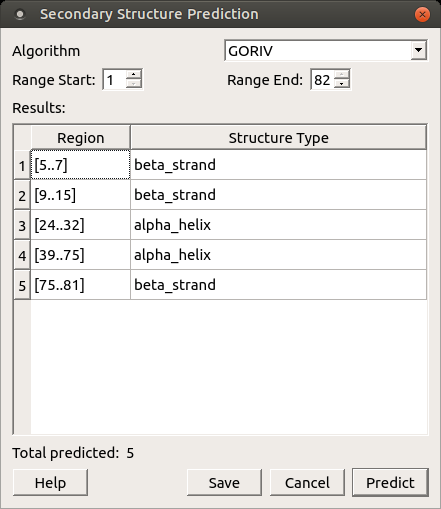 Secondary Structure Prediction
Algorithm GORIV
Range Start: 1 Range End: 82
Results:
Region Structure Type
1 [5..7] beta_strand
2 [9..15] beta_strand
3 [24..32] alpha_helix
4 [39..75] alpha_helix
5 [75..81] beta_strand
Total predicted: 5
Help Save Cancel Predict